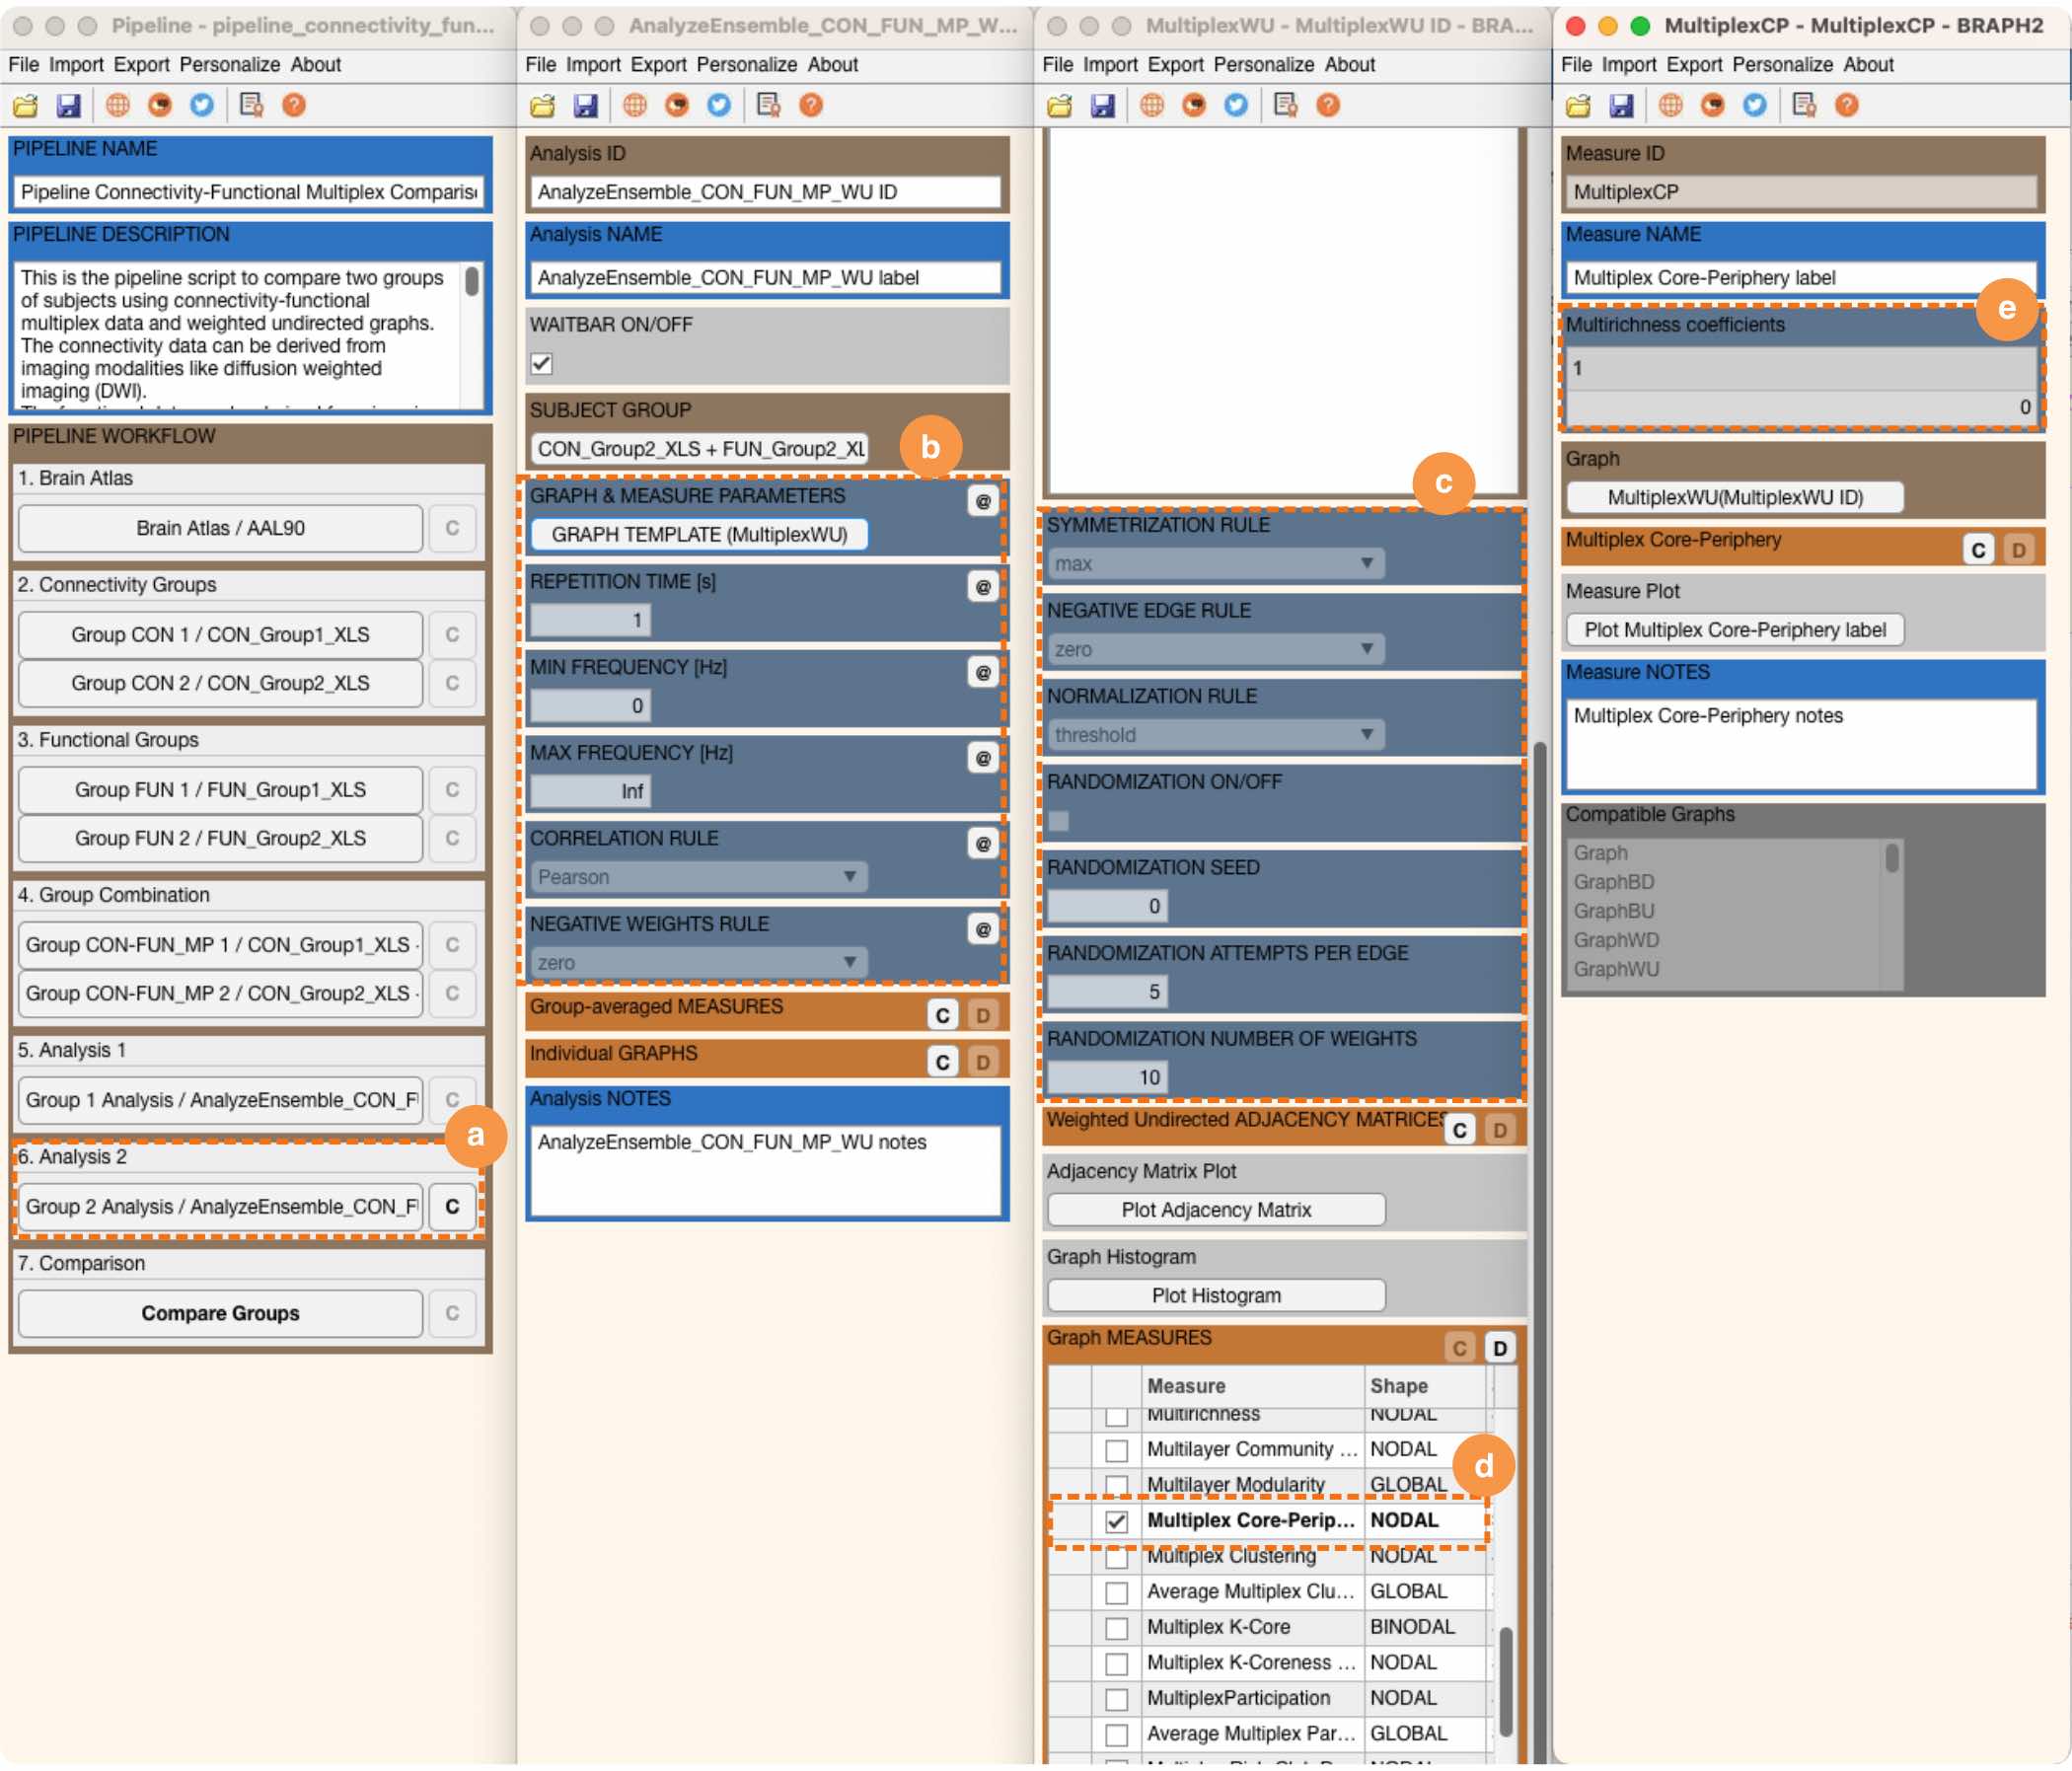 Pipeline - pipeline_connectivity_fun...
File Import Export Personalize About
PIPELINE NAME
Pipeline Connectivity-Functional Multiplex
PIPELINE DESCRIPTION
This is the pipeline script to compare two groups
of subjects using connectivity-functional
multiplex data and weighted undirected graphs.
The connectivity data can be derived from
imaging modalities like diffusion weighted
imaging (DWI).
PIPELINE WORKFLOW
1. Brain Atlas
Brain Atlas / AAL90 C
2. Connectivity Groups
Group CON 1 / CON_Group1_XLS C
Group CON 2 / CON_Group2_XLS C
3. Functional Groups
Group FUN 1 / FUN_Group1_XLS C
Group FUN 2 / FUN_Group2_XLS C
4. Group Combination
Group CON-FUN_MP 1 / CON_Group1_XLS C
Group CON-FUN_MP 2 / CON_Group2_XLS C
5. Analysis 1
Group 1 Analysis / AnalyzeEnsemble_CON_F C
a
6. Analysis 2
Group 2 Analysis / AnalyzeEnsemble_CON_F C
7. Comparison
Compare Groups C
AnalyzeEnsemble_CON_FUN_MP_W...
File Import Export Personalize About
Analysis ID
AnalyzeEnsemble_CON_FUN_MP_WU ID
Analysis NAME
AnalyzeEnsemble_CON_FUN_MP_WU label
WAITBAR ON/OFF
SUBJECT GROUP
CON_Group2_XLS + FUN_Group2_XL
b
GRAPH & MEASURE PARAMETERS @
GRAPH TEMPLATE (MultiplexWU)
REPETITION TIME [s] @
1
MIN FREQUENCY [Hz] @
0
MAX FREQUENCY [Hz] @
Inf
CORRELATION RULE @
Pearson
NEGATIVE WEIGHTS RULE @
zero
Group-averaged MEASURES C D
Individual GRAPHS C D
Analysis NOTES
AnalyzeEnsemble_CON_FUN_MP_WU notes
MultiplexWU - MultiplexWU ID - BRA...
File Import Export Personalize About
c
SYMMETRIZATION RULE
max
NEGATIVE EDGE RULE
zero
NORMALIZATION RULE
threshold
RANDOMIZATION ON/OFF
RANDOMIZATION SEED
0
RANDOMIZATION ATTEMPTS PER EDGE
5
RANDOMIZATION NUMBER OF WEIGHTS
10
Weighted Undirected ADJACENCY MATRICES C D
Adjacency Matrix Plot
Plot Adjacency Matrix
Graph Histogram
Plot Histogram
Graph MEASURES C D
Measure Shape
Multirichness NODAL
Multilayer Community ... NODAL
d
Multilayer Modularity GLOBAL
Multiplex Core-Perip... NODAL
Multiplex Clustering NODAL
Average Multiplex Clu... GLOBAL
Multiplex K-Core BINODAL
Multiplex K-Coreness ... NODAL
MultiplexParticipation NODAL
Average Multiplex Par... GLOBAL
MultiplexCP - MultiplexCP - BRAPH2
File Import Export Personalize About
Measure ID
MultiplexCP
Measure NAME
Multiplex Core-Periphery label
e
Multirichness coefficients
1
0
Graph
MultiplexWU(MultiplexWU ID)
Multiplex Core-Periphery C D
Measure Plot
Plot Multiplex Core-Periphery label
Measure NOTES
Multiplex Core-Periphery notes
Compatible Graphs
Graph
GraphBD
GraphBU
GraphWD
GraphWU